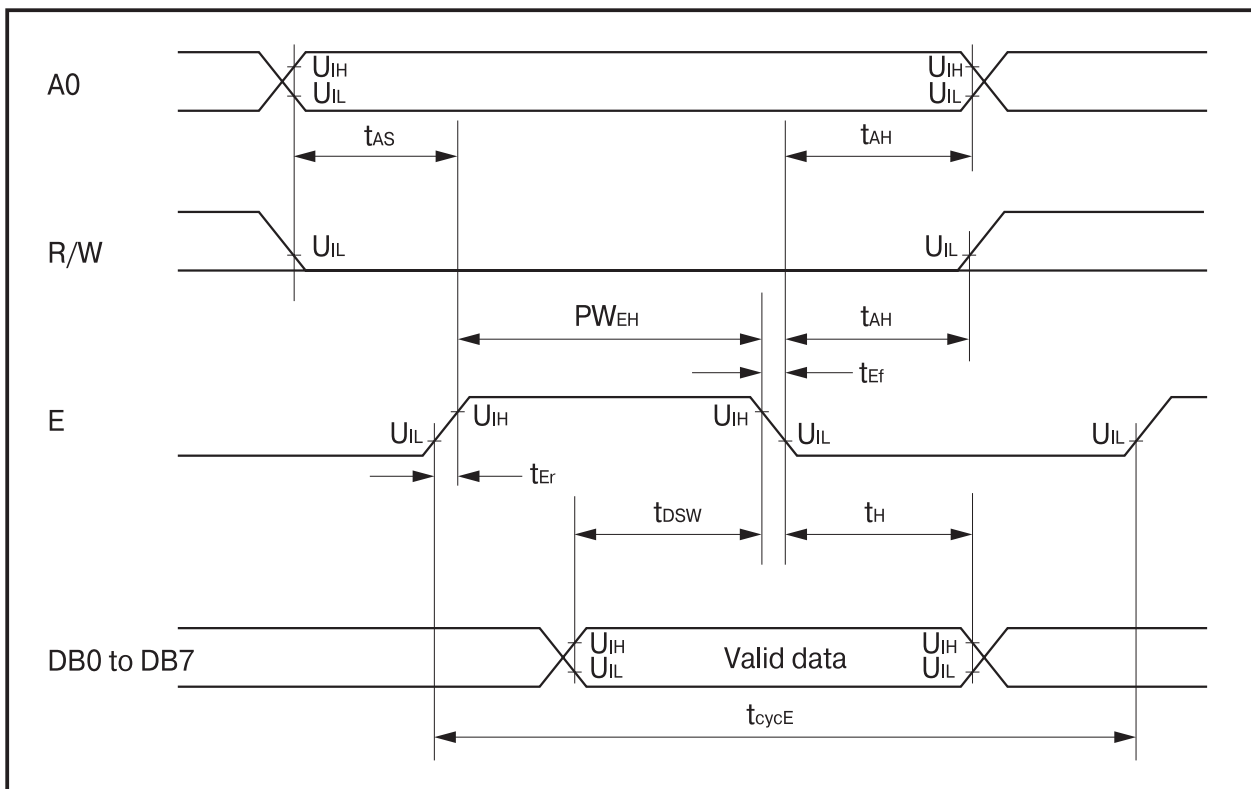 A0
UIH
UIL
UIH
UIL
tAS
tAH
R/W
UIL
UIL
PWEH
tAH
tEf
E
UIL
UIH
UIH
UIL
UIL
tEr
tDSW
tH
DB0 to DB7
UIH
UIL
Valid data
UIH
UIL
tcycE